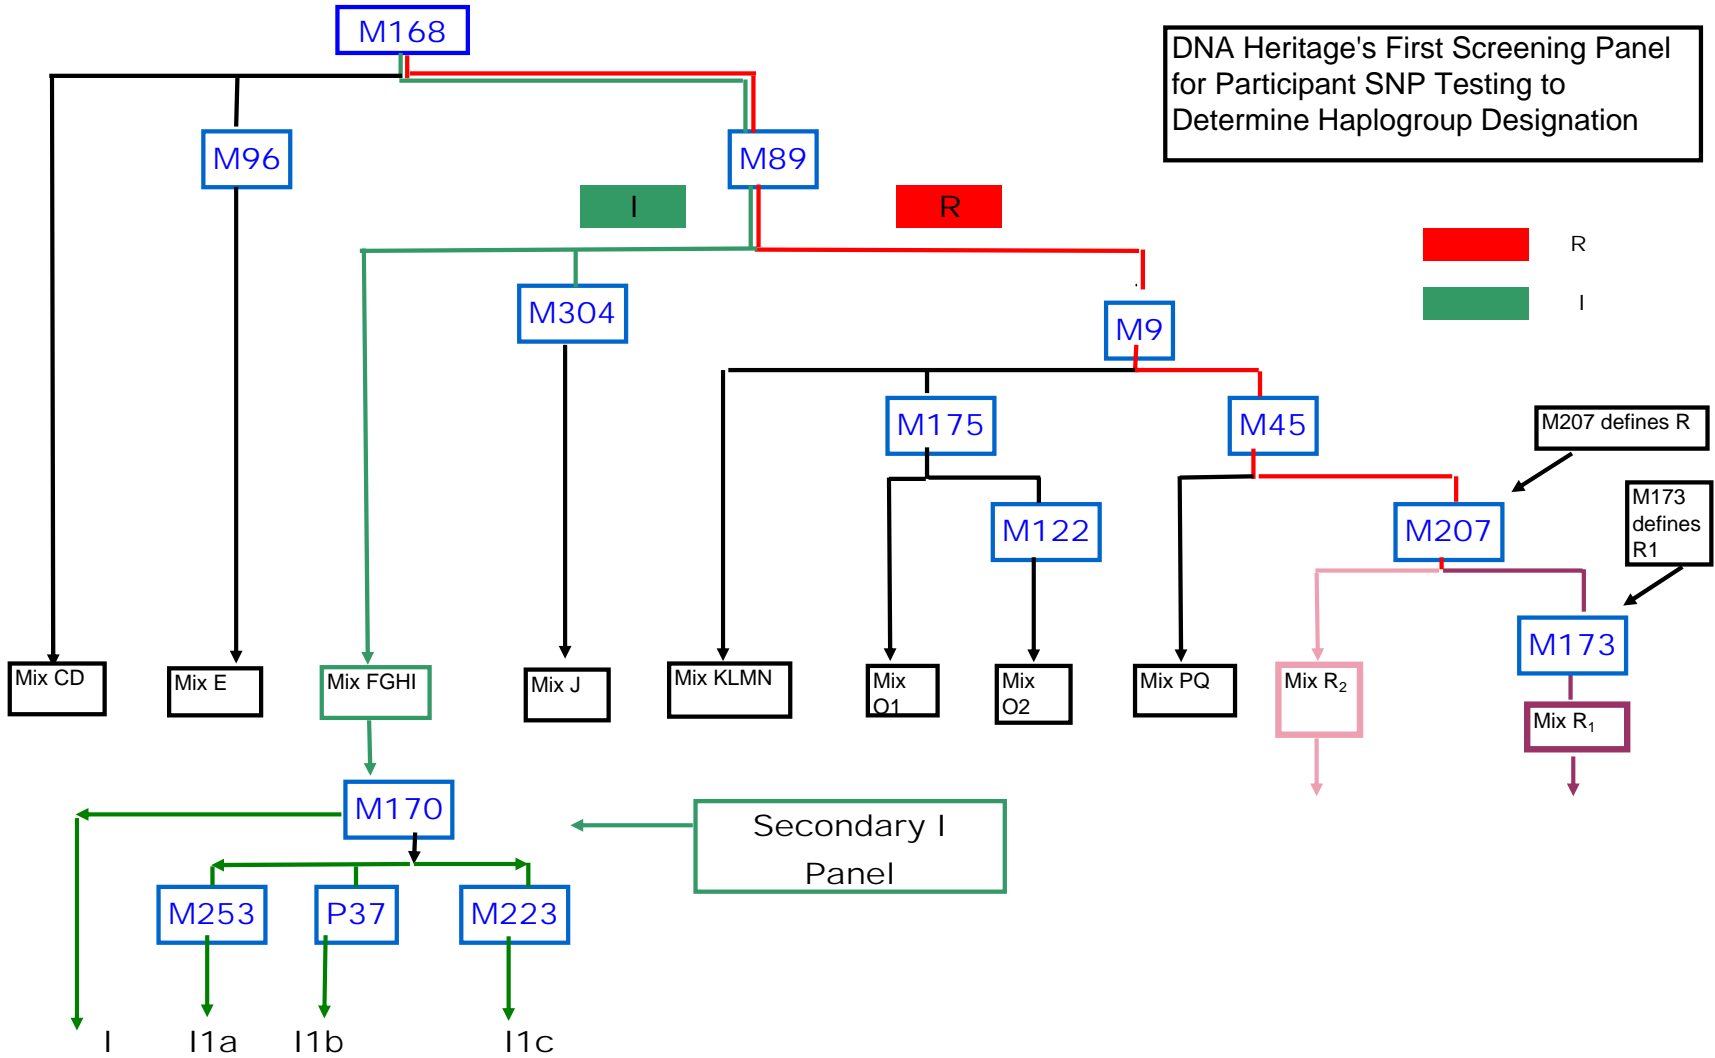 M168
DNA Heritage's First Screening Panel
for Participant SNP Testing to
Determine Haplogroup Designation
M96
M89
I
R
R
I
M304
M9
M175
M45
M207 defines R
M173
defines
R1
M122
M207
M173
Mix CD
Mix E
Mix FGHI
Mix J
Mix KLMN
Mix
O1
Mix
O2
Mix PQ
Mix R₂
Mix R₁
M170
Secondary I
Panel
M253
P37
M223
I
I1a
I1b
I1c